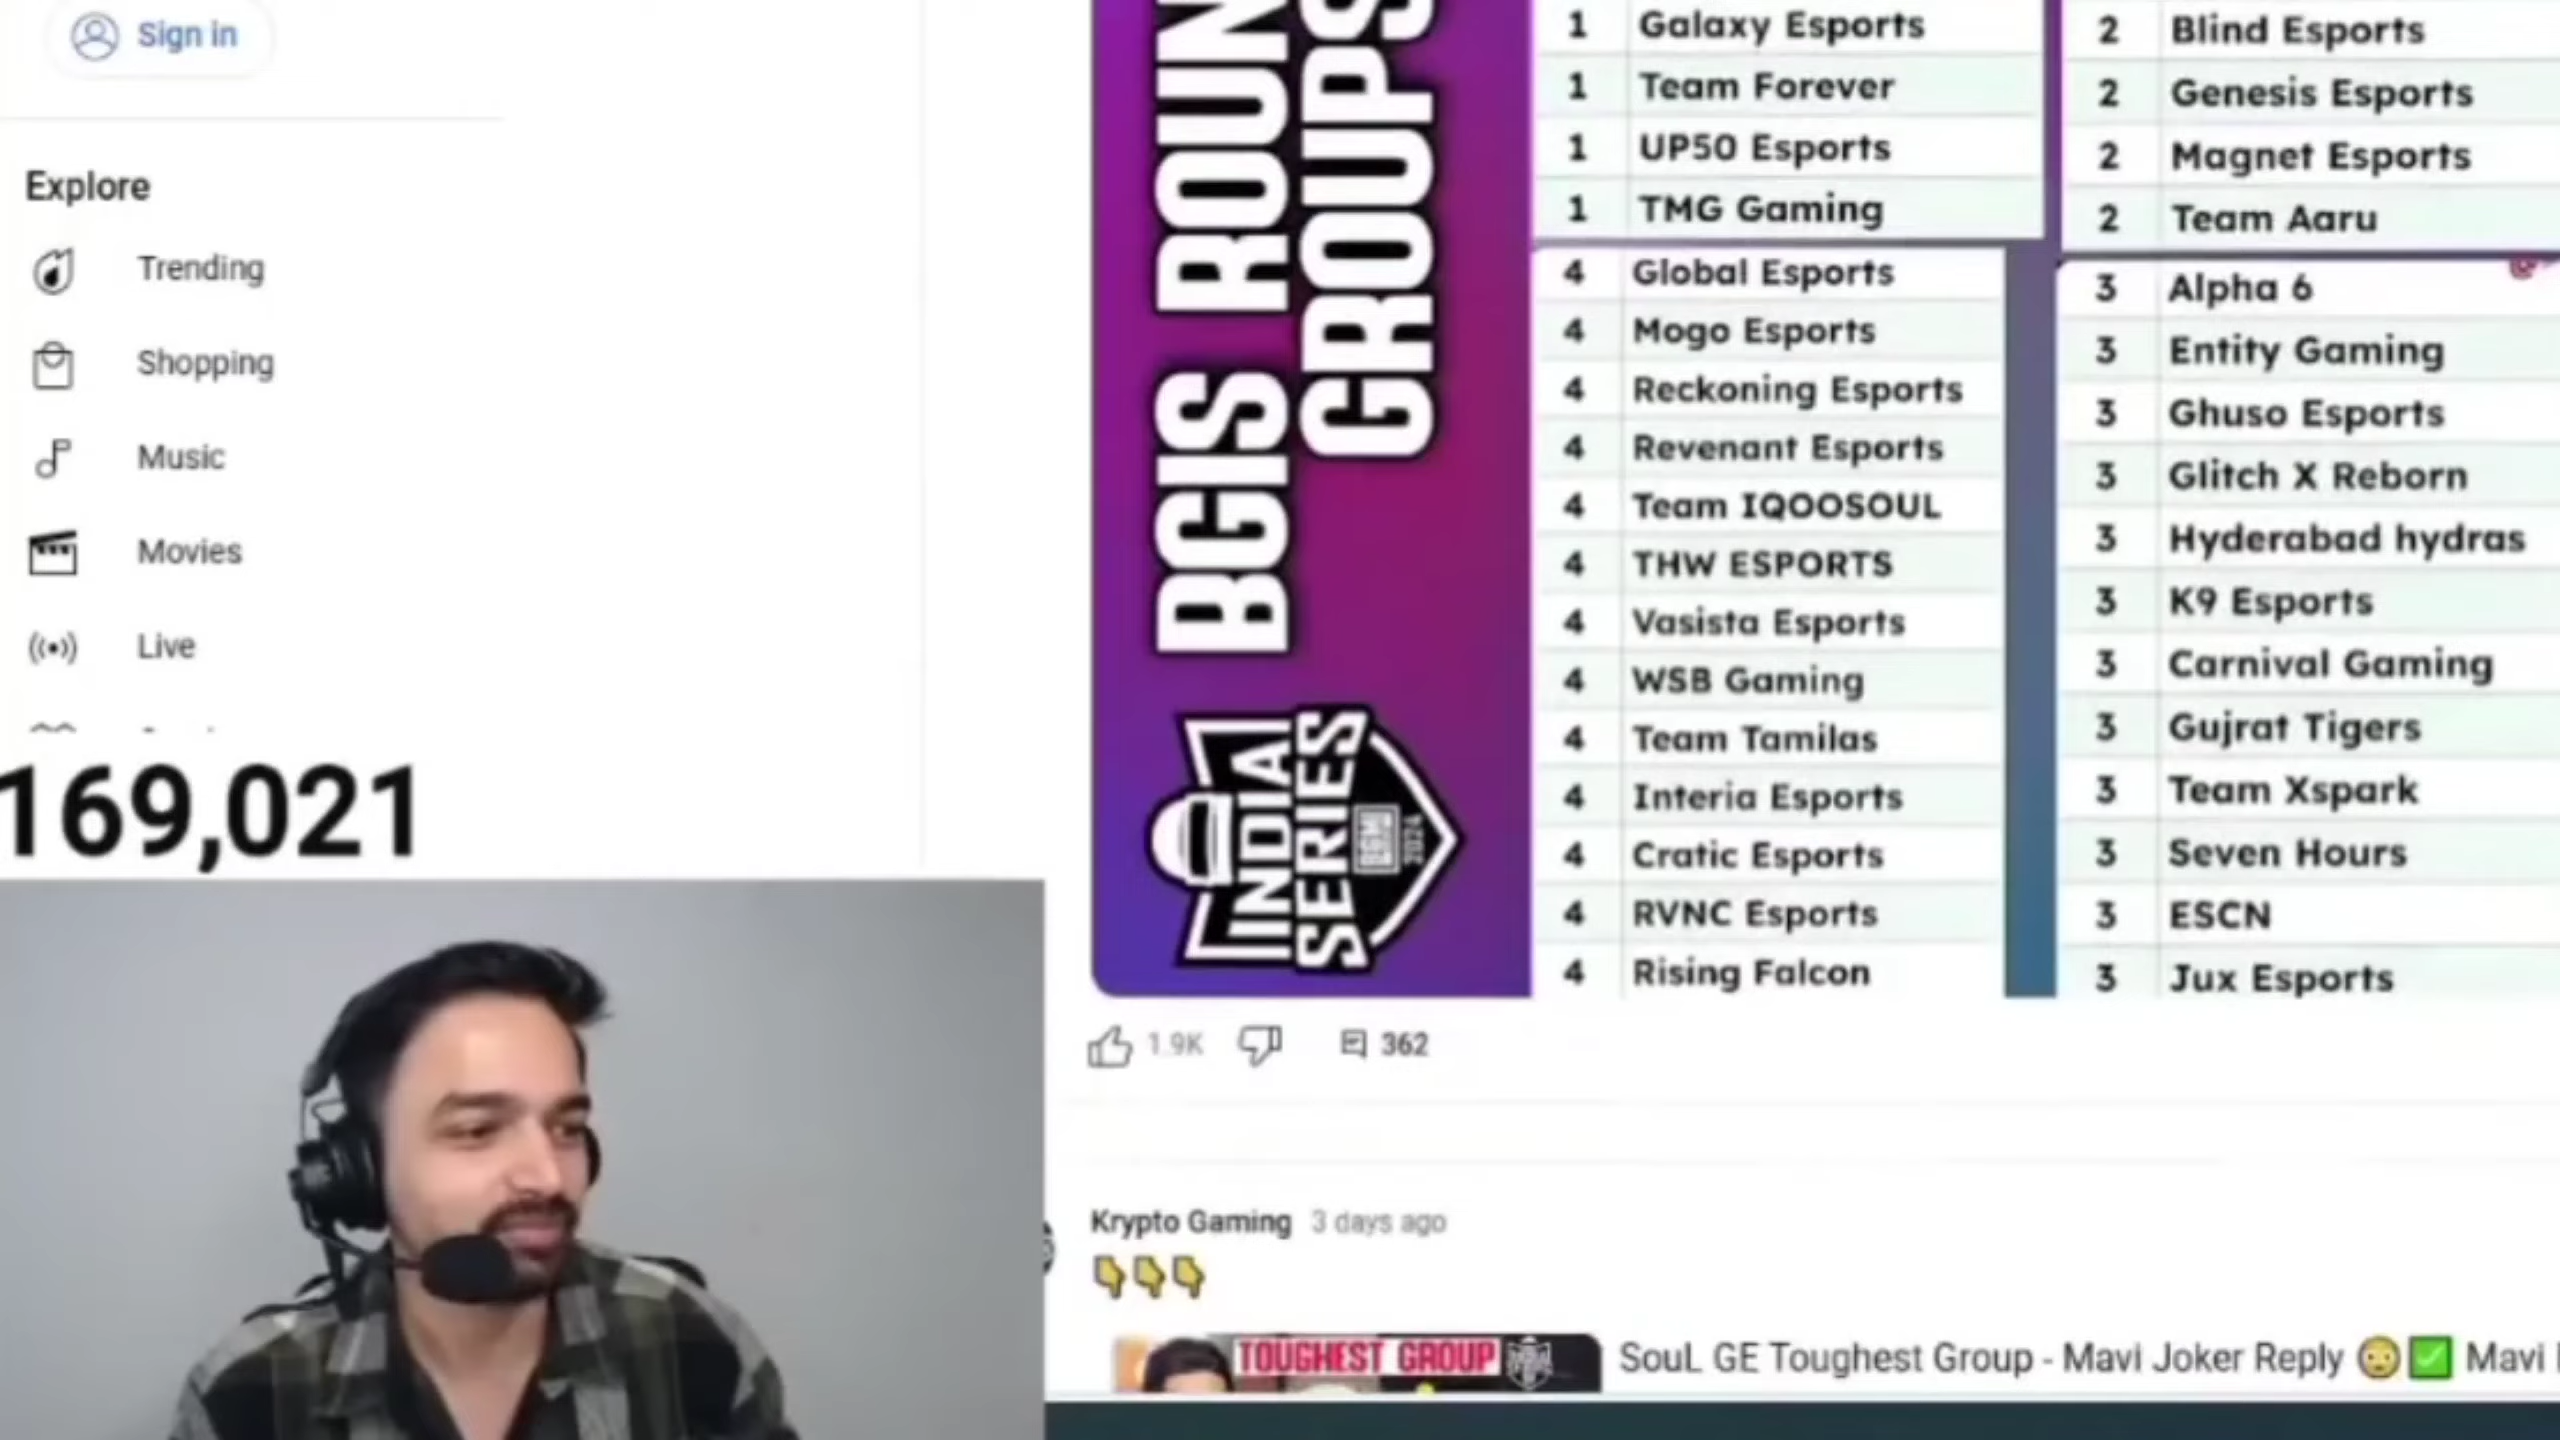 Sign in
Explore
Trending
Shopping
Music
Movies
Live
169,021
BGIS ROUN
GROUPS
INDIA
SERIES
BGMI
2024
1 Galaxy Esports
1 Team Forever
1 UP50 Esports
1 TMG Gaming
2 Blind Esports
2 Genesis Esports
2 Magnet Esports
2 Team Aaru
4 Global Esports
4 Mogo Esports
4 Reckoning Esports
4 Revenant Esports
4 Team IQOOSOUL
4 THW ESPORTS
4 Vasista Esports
4 WSB Gaming
4 Team Tamilas
4 Interia Esports
4 Cratic Esports
4 RVNC Esports
4 Rising Falcon
3 Alpha 6
3 Entity Gaming
3 Ghuso Esports
3 Glitch X Reborn
3 Hyderabad hydras
3 K9 Esports
3 Carnival Gaming
3 Gujrat Tigers
3 Team Xspark
3 Seven Hours
3 ESCN
3 Jux Esports
1.9K 362
Krypto Gaming 3 days ago
👇👇👇
TOUGHEST GROUP
SouL GE Toughest Group - Mavi Joker Reply 😳✅ Mavi